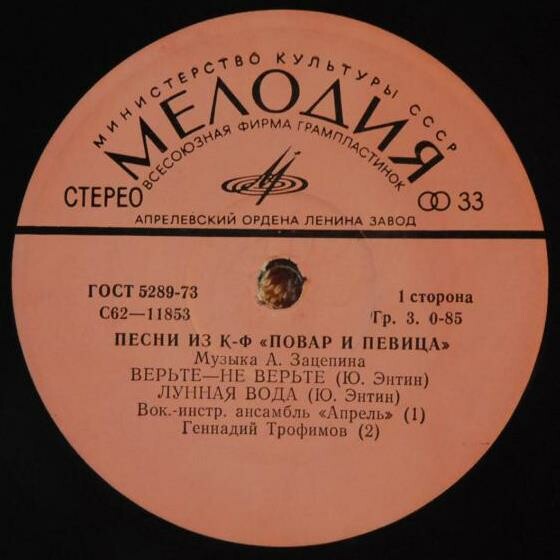 МИНИСТЕРСТВО КУЛЬТУРЫ СССР
МЕЛОДИЯ
ВСЕСОЮЗНАЯ ФИРМА ГРАМПЛАСТИНОК
СТЕРЕО
33
АПРЕЛЕВСКИЙ ОРДЕНА ЛЕНИНА ЗАВОД
ГОСТ 5289-73
1 сторона
С62—11853
Гр. 3. 0-85
ПЕСНИ ИЗ К-Ф «ПОВАР И ПЕВИЦА»
Музыка А. Зацепина
ВЕРЬТЕ—НЕ ВЕРЬТЕ (Ю. Энтин)
ЛУННАЯ ВОДА (Ю. Энтин)
Вок.-инстр. ансамбль «Апрель» (1)
Геннадий Трофимов (2)